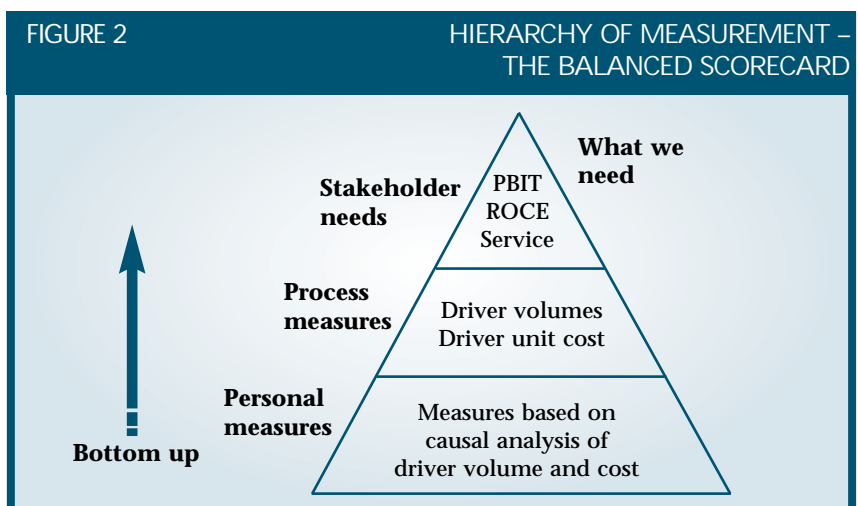 FIGURE 2
HIERARCHY OF MEASUREMENT –
THE BALANCED SCORECARD
What we
need
Stakeholder
needs
PBIT
ROCE
Service
Process
measures
Driver volumes
Driver unit cost
Personal
measures
Measures based on
causal analysis of
driver volume and cost
Bottom up